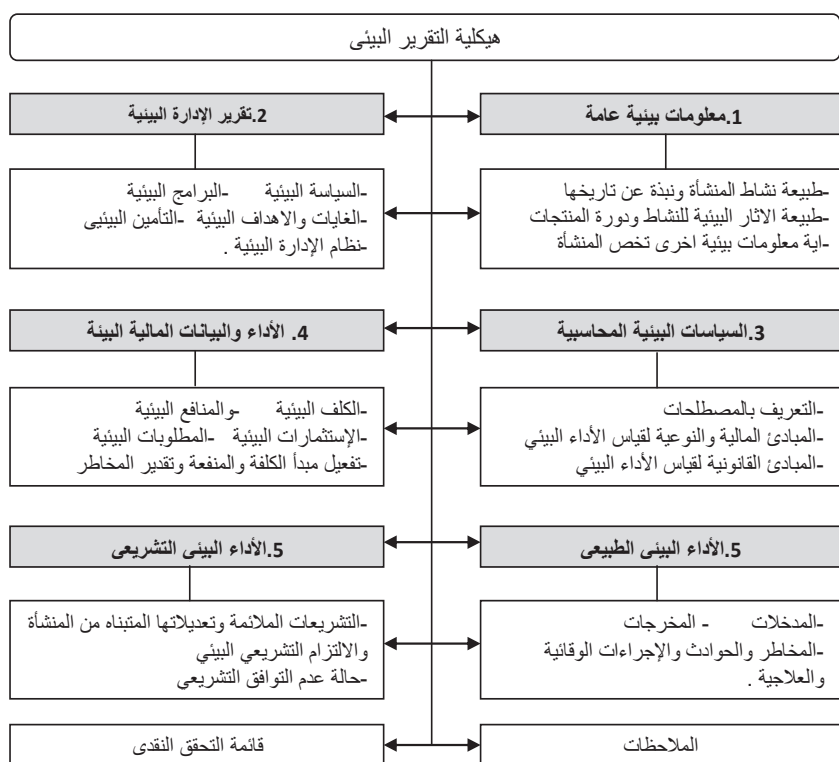 هيكلية التقرير البيئى
1.معلومات بيئية عامة
2.تقرير الإدارة البيئية
-طبيعة نشاط المنشأة ونبذة عن تاريخها
-طبيعة الاثار البيئية للنشاط ودورة المنتجات
-اية معلومات بيئية اخرى تخص المنشأة
-السياسة البيئية -البرامج البيئية
-الغايات والاهداف البيئية -التأمين البيئيى
-نظام الإدارة البيئية .
3.السياسات البيئية المحاسبية
4. الأداء والبيانات المالية البيئة
-التعريف بالمصطلحات
-المبادئ المالية والنوعية لقياس الأداء البيئي
-المبادئ القانونية لقياس الأداء البيئي
-الكلف البيئية -والمنافع البيئية
-الإستثمارات البيئية -المطلوبات البيئية
-تفعيل مبدأ الكلفة والمنفعة وتقدير المخاطر
5.الأداء البيئى الطبيعى
5.الأداء البيئى التشريعى
-المدخلات - المخرجات
-المخاطر والحوادث والإجراءات الوقائية
والعلاجية .
-التشريعات الملائمة وتعديلاتها المتبناه من المنشأة
والالتزام التشريعي البيئي
-حالة عدم التوافق التشريعى
الملاحظات
قائمة التحقق النقدى